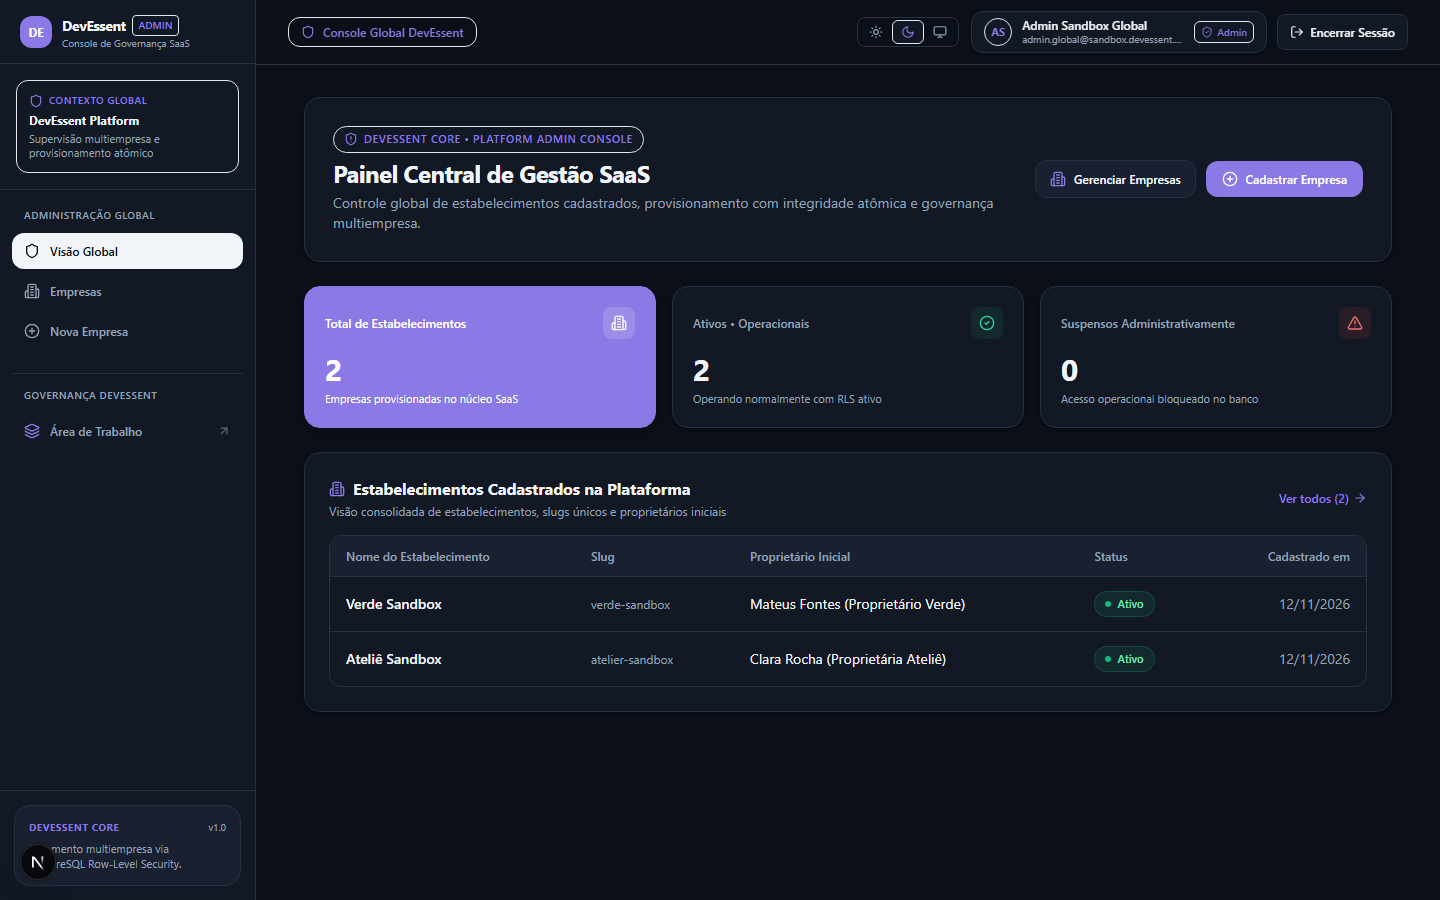 DE
DevEssent ADMIN
Console de Governança SaaS
CONTEXTO GLOBAL
DevEssent Platform
Supervisão multiempresa e
provisionamento atômico
ADMINISTRAÇÃO GLOBAL
Visão Global
Empresas
Nova Empresa
GOVERNANÇA DEVESSENT
Área de Trabalho
DEVESSENT CORE v1.0
mento multiempresa via
reSQL Row-Level Security.
N
Console Global DevEssent
AS
Admin Sandbox Global
admin.global@sandbox.devessent....
Admin
Encerrar Sessão
DEVESSENT CORE • PLATFORM ADMIN CONSOLE
Painel Central de Gestão SaaS
Controle global de estabelecimentos cadastrados, provisionamento com integridade atômica e governança
multiempresa.
Gerenciar Empresas
Cadastrar Empresa
Total de Estabelecimentos
2
Empresas provisionadas no núcleo SaaS
Ativos • Operacionais
2
Operando normalmente com RLS ativo
Suspensos Administrativamente
0
Acesso operacional bloqueado no banco
Estabelecimentos Cadastrados na Plataforma
Visão consolidada de estabelecimentos, slugs únicos e proprietários iniciais
Ver todos (2)
Nome do Estabelecimento Slug Proprietário Inicial Status Cadastrado em
Verde Sandbox verde-sandbox Mateus Fontes (Proprietário Verde) Ativo 12/11/2026
Ateliê Sandbox atelier-sandbox Clara Rocha (Proprietária Ateliê) Ativo 12/11/2026